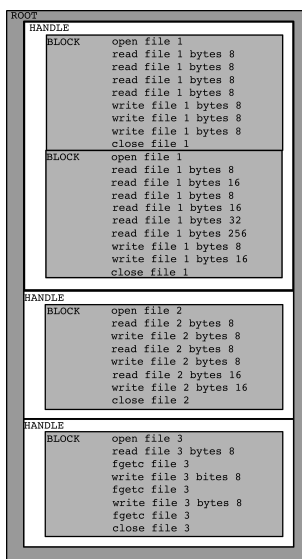 ROOT
HANDLE
BLOCK open file 1
read file 1 bytes 8
read file 1 bytes 8
read file 1 bytes 8
read file 1 bytes 8
write file 1 bytes 8
write file 1 bytes 8
write file 1 bytes 8
close file 1
BLOCK open file 1
read file 1 bytes 8
read file 1 bytes 16
read file 1 bytes 8
read file 1 bytes 16
read file 1 bytes 32
read file 1 bytes 256
write file 1 bytes 8
write file 1 bytes 16
close file 1
HANDLE
BLOCK open file 2
read file 2 bytes 8
write file 2 bytes 8
read file 2 bytes 8
write file 2 bytes 8
read file 2 bytes 16
write file 2 bytes 16
close file 2
HANDLE
BLOCK open file 3
read file 3 bytes 8
fgetc file 3
write file 3 bites 8
fgetc file 3
write file 3 bytes 8
fgetc file 3
close file 3